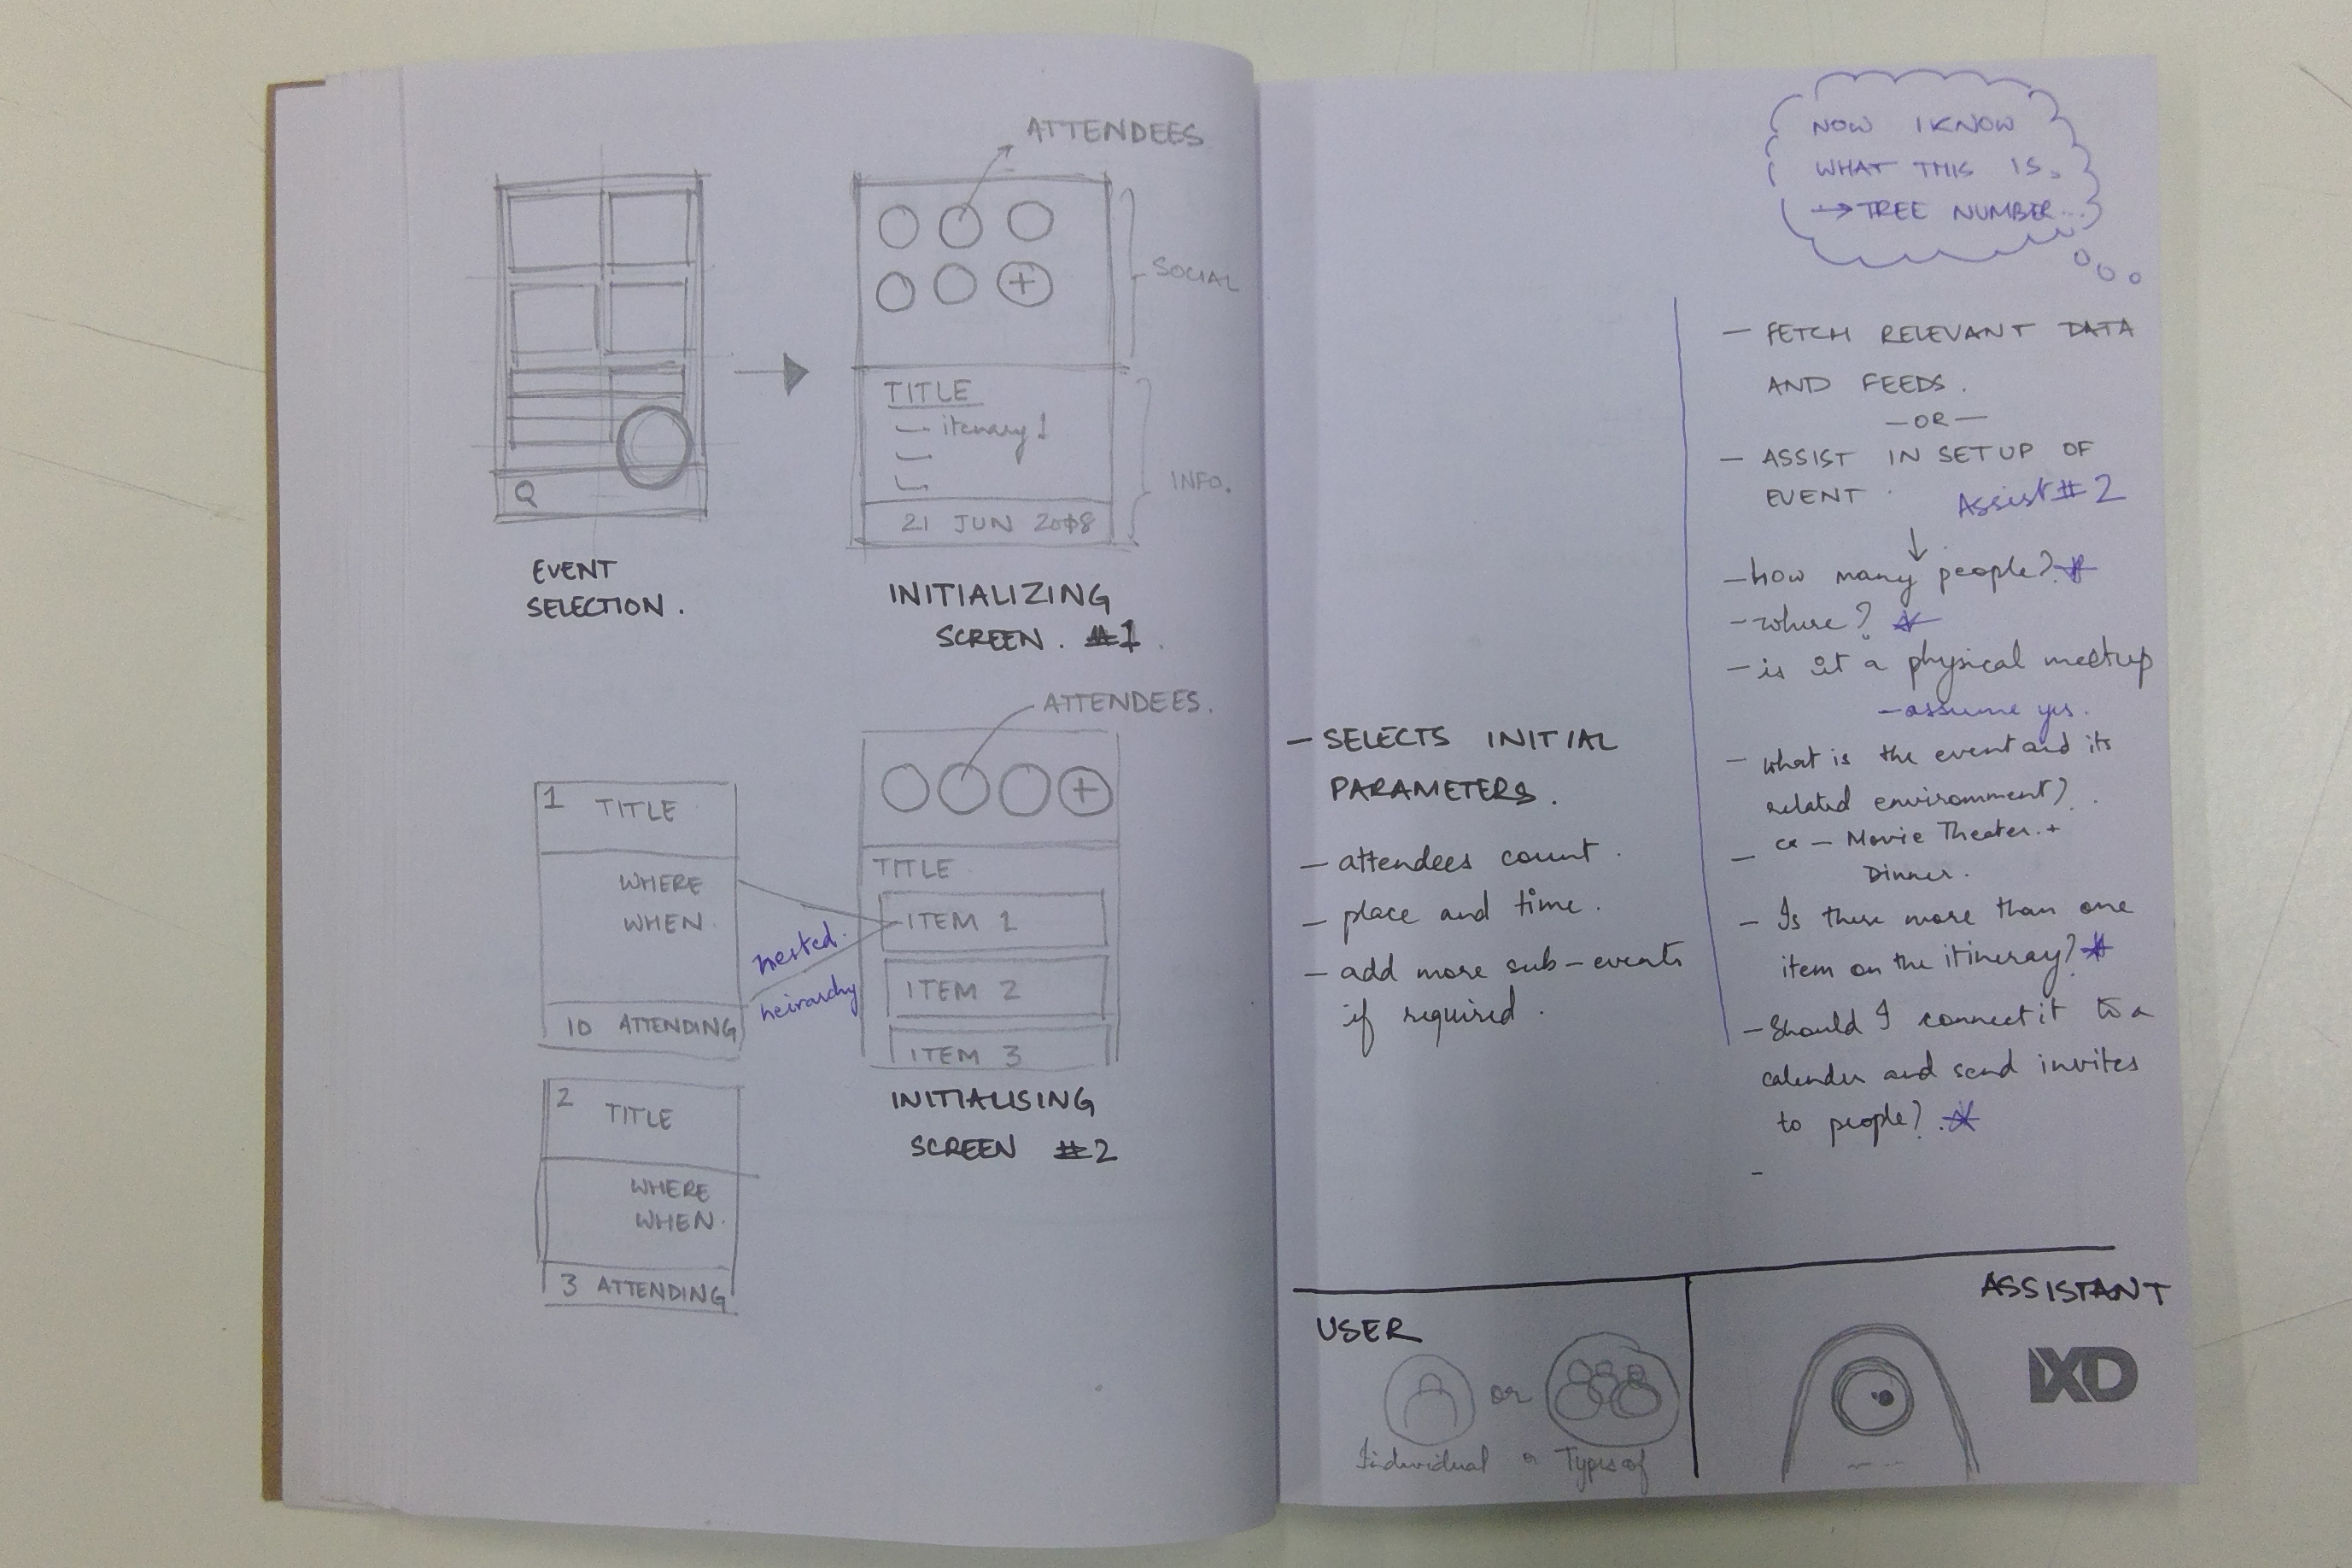 ATTENDEES
SOCIAL
TITLE
itenary 1
INFO.
21 JUN 2018
Q
EVENT
SELECTION.
INITIALIZING
SCREEN. #1.
ATTENDEES.
1 TITLE
WHERE
WHEN.
10 ATTENDING
nested.
heirarchy
TITLE
ITEM 1
ITEM 2
ITEM 3
INITIALISING
SCREEN #2
2 TITLE
WHERE
WHEN.
3 ATTENDING
NOW I KNOW
WHAT THIS IS.
→ TREE NUMBER...
— SELECTS INITIAL
PARAMETERS.
— attendees count.
— place and time.
— add more sub-events
if required.
— FETCH RELEVANT DATA
AND FEEDS.
— OR —
— ASSIST IN SETUP OF
EVENT.
Assist #2
— how many people? *
— where? *
— is it a physical meetup
— assume yes.
— what is the event and its
related environment?
— ex — Movie Theater. +
Dinner.
— Is there more than one
item on the itineray? *
— Should I connect it to a
calender and send invites
to people? *
-
USER
or
Individual or Types of
ASSISTANT
IXD